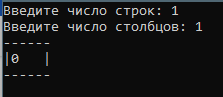 Введите число строк: 1
Введите число столбцов: 1
------
|0   |
------